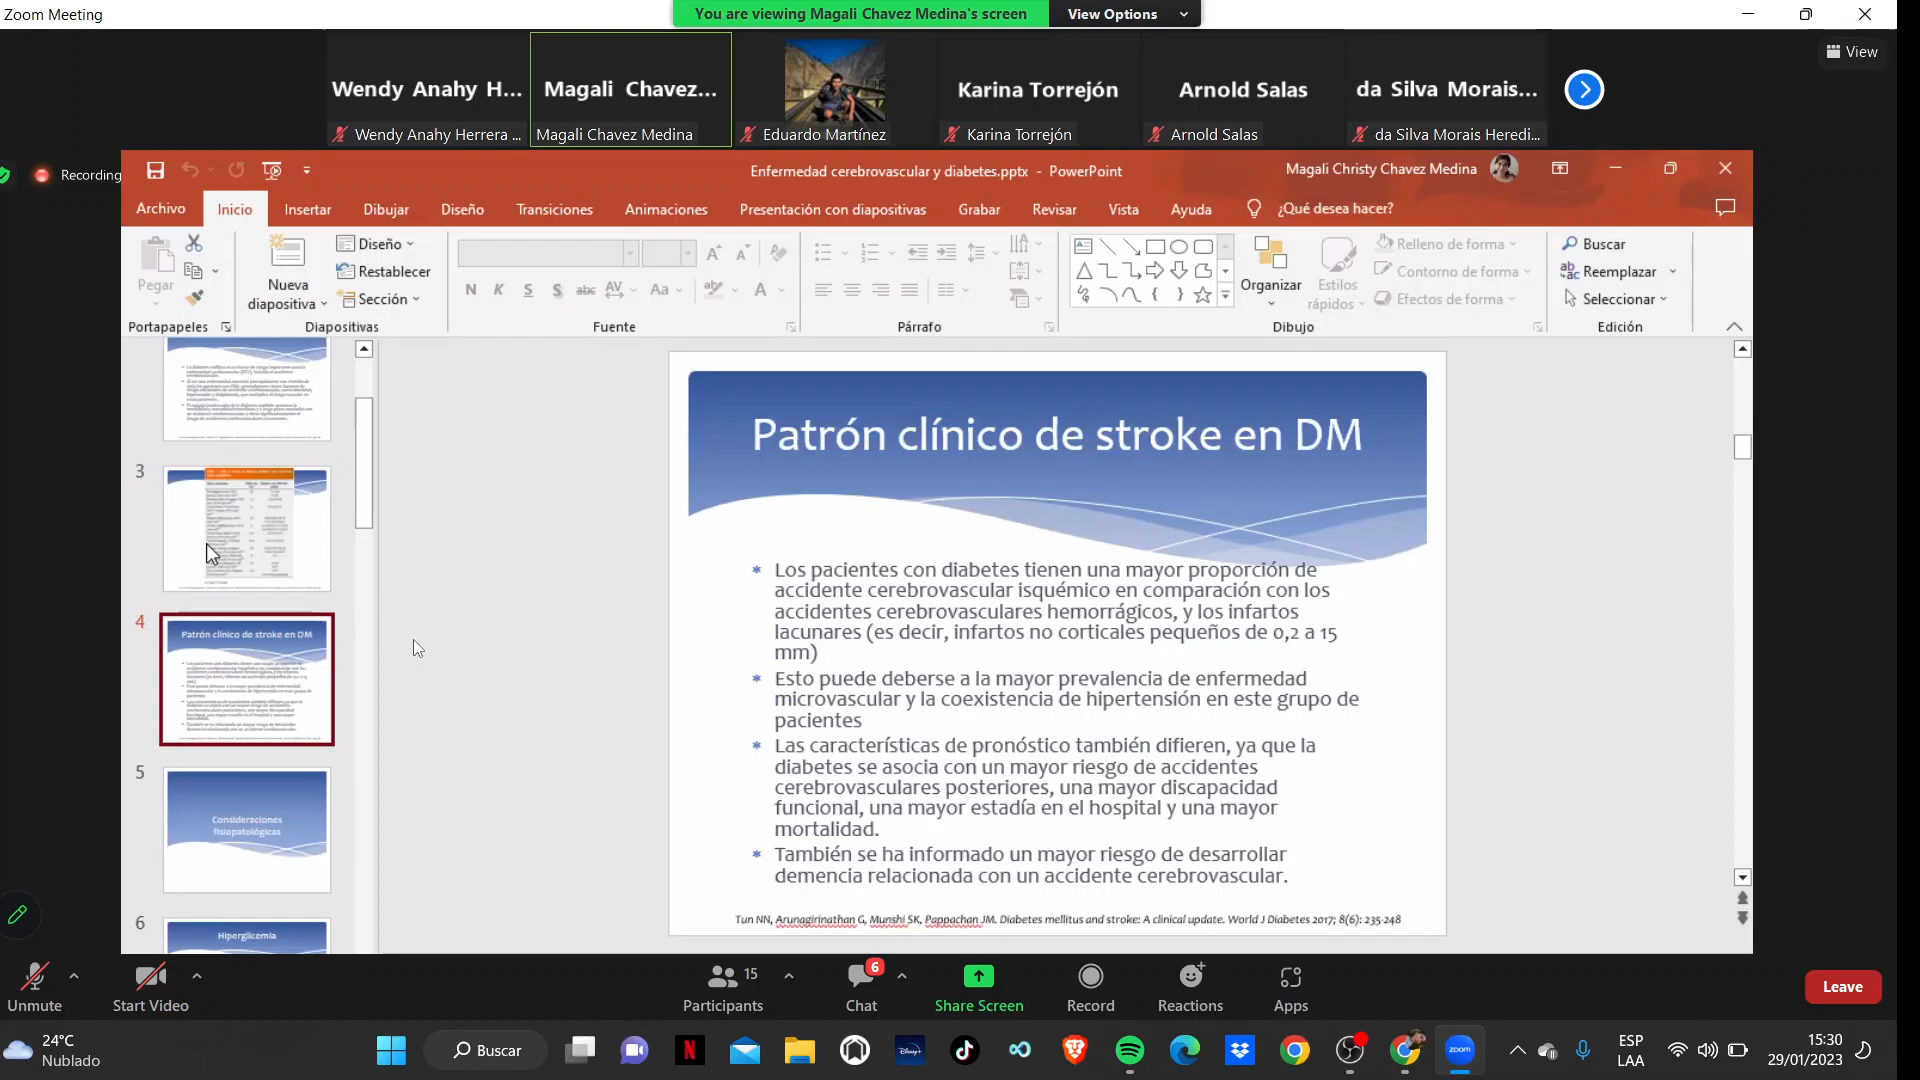 Zoom Meeting
You are viewing Magali Chavez Medina's screen
View Options
View
Wendy Anahy H...
Magali Chavez...
Karina Torrejón
Arnold Salas
da Silva Morais...
Wendy Anahy Herrera ...
Magali Chavez Medina
Eduardo Martínez
Karina Torrejón
Arnold Salas
da Silva Morais Heredi...
Recording
Enfermedad cerebrovascular y diabetes.pptx - PowerPoint
Magali Christy Chavez Medina
Archivo
Inicio
Insertar
Dibujar
Diseño
Transiciones
Animaciones
Presentación con diapositivas
Grabar
Revisar
Vista
Ayuda
¿Qué desea hacer?
Pegar
Portapapeles
Nueva
diapositiva
Diseño
Restablecer
Sección
Diapositivas
N K S S abc AV Aa A
Fuente
Párrafo
Organizar
Estilos
rápidos
Relleno de forma
Contorno de forma
Efectos de forma
Dibujo
Buscar
Reemplazar
Seleccionar
Edición
3
4
Patrón clínico de stroke en DM
5
Consideraciones
fisiopatológicas
6
Hiperglicemia
Patrón clínico de stroke en DM
* Los pacientes con diabetes tienen una mayor proporción de
accidente cerebrovascular isquémico en comparación con los
accidentes cerebrovasculares hemorrágicos, y los infartos
lacunares (es decir, infartos no corticales pequeños de 0,2 a 15
mm)
* Esto puede deberse a la mayor prevalencia de enfermedad
microvascular y la coexistencia de hipertensión en este grupo de
pacientes
* Las características de pronóstico también difieren, ya que la
diabetes se asocia con un mayor riesgo de accidentes
cerebrovasculares posteriores, una mayor discapacidad
funcional, una mayor estadía en el hospital y una mayor
mortalidad.
* También se ha informado un mayor riesgo de desarrollar
demencia relacionada con un accidente cerebrovascular.
Tun NN, Arunagirinathan G, Munshi SK, Pappachan JM. Diabetes mellitus and stroke: A clinical update. World J Diabetes 2017; 8(6): 235-248
Unmute
Start Video
15
Participants
6
Chat
Share Screen
Record
Reactions
Apps
Leave
24°C
Nublado
Buscar
N
Disney+
zoom
ESP
LAA
15:30
29/01/2023